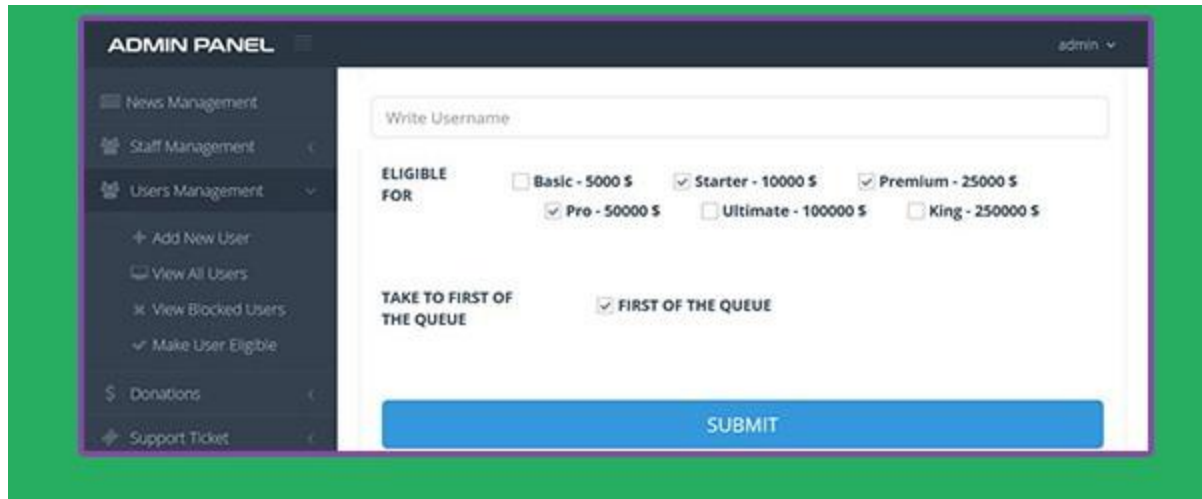 ADMIN PANEL
admin
News Management
Staff Management
Users Management
Add New User
View All Users
View Blocked Users
Make User Eligible
$ Donations
Support Ticket
Write Username
ELIGIBLE
FOR
Basic - 5000 $ Starter - 10000 $ Premium - 25000 $
Pro - 50000 $ Ultimate - 100000 $ King - 250000 $
TAKE TO FIRST OF
THE QUEUE
FIRST OF THE QUEUE
SUBMIT